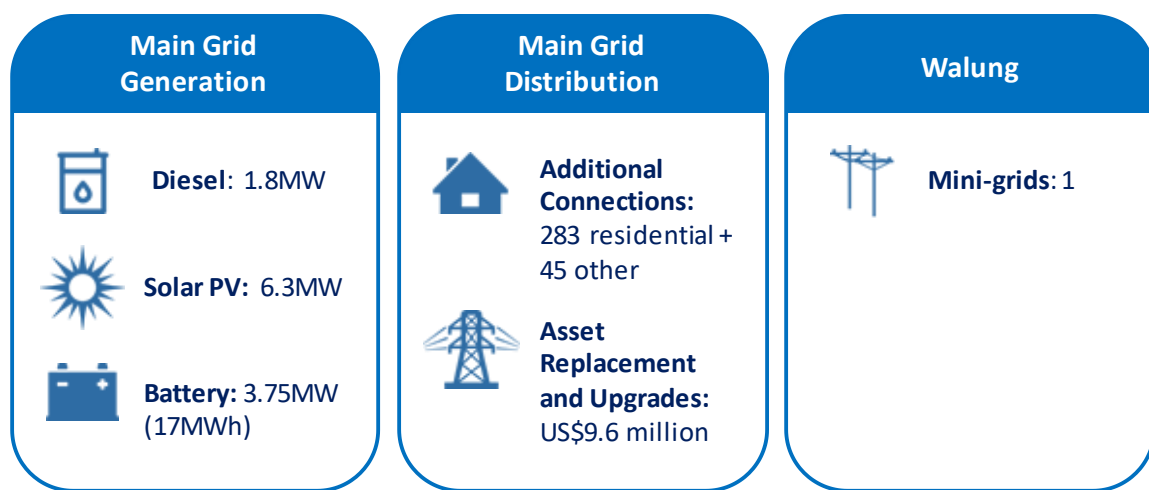 Main Grid
Generation
Diesel: 1.8MW
Solar PV: 6.3MW
Battery: 3.75MW
(17MWh)
Main Grid
Distribution
Additional
Connections:
283 residential +
45 other
Asset
Replacement
and Upgrades:
US$9.6 million
Walung
Mini-grids: 1